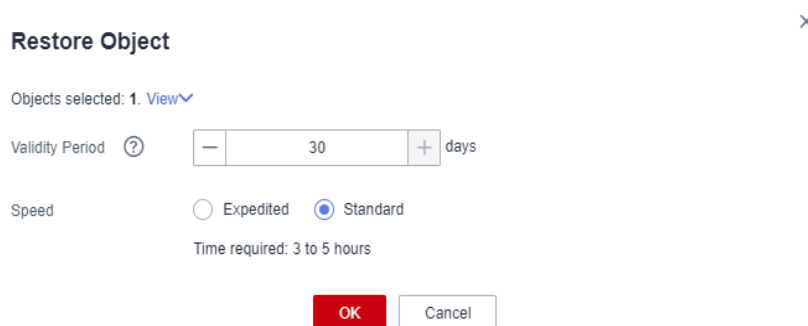 Restore Object
Objects selected: 1. View
Validity Period ? — 30 + days
Speed Expedited Standard
Time required: 3 to 5 hours
OK Cancel